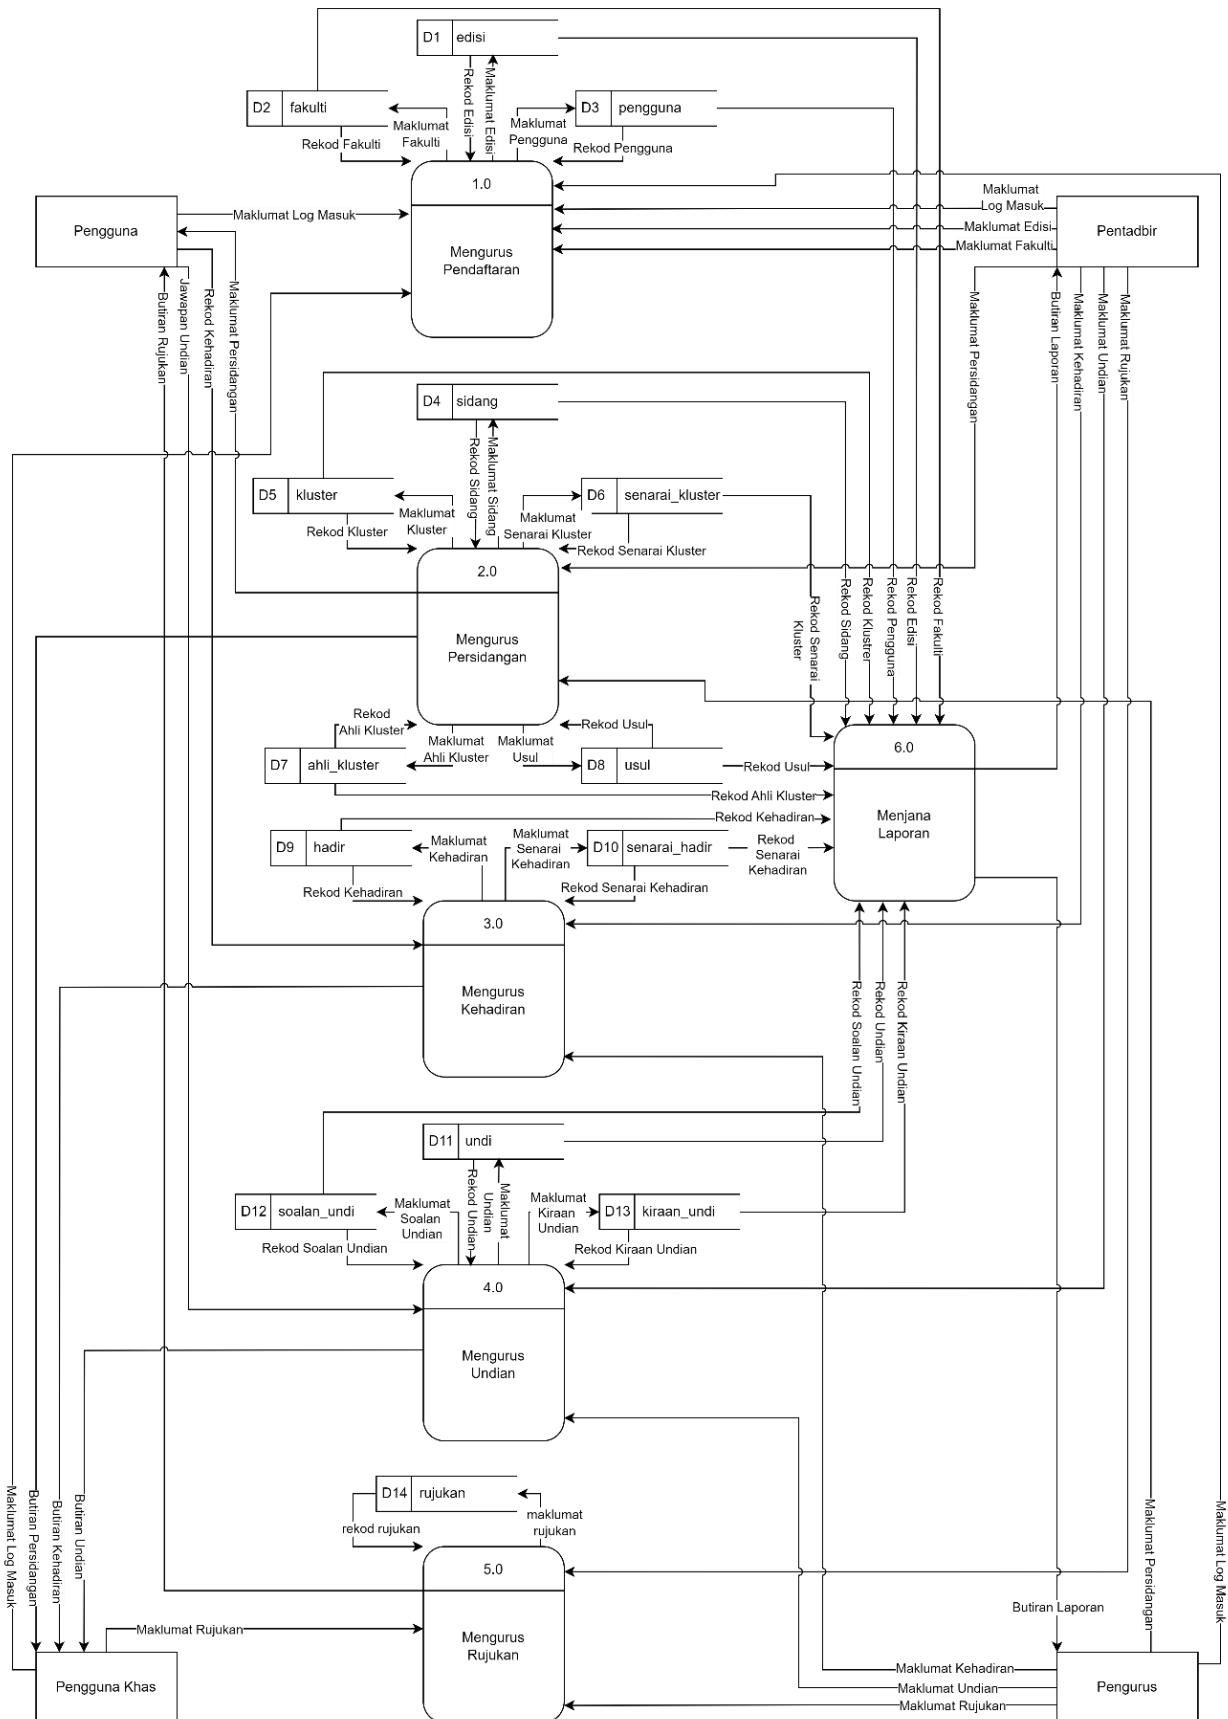 D1 edisi
D2 fakulti
D3 pengguna
Rekod Edisi
Maklumat Edisi
Maklumat
Fakulti
Maklumat
Pengguna
Rekod Fakulti
Rekod Pengguna
1.0
Mengurus
Pendaftaran
Pengguna
Maklumat Log Masuk
Maklumat
Log Masuk
Maklumat Edisi
Maklumat Fakulti
Pentadbir
Butiran Rujukan
Jawapan Undian
Rekod Kehadiran
Maklumat Persidangan
Maklumat Persidangan
Butiran Laporan
Maklumat Kehadiran
Maklumat Undian
Maklumat Rujukan
D4 sidang
D5 kluster
D6 senarai_kluster
Rekod Sidang
Maklumat Sidang
Maklumat
Kluster
Maklumat
Senarai Kluster
Rekod Kluster
Rekod Senarai Kluster
2.0
Mengurus
Persidangan
Rekod Senarai
Kluster
Rekod Sidang
Rekod Klustrer
Rekod Pengguna
Rekod Edisi
Rekod Fakulti
Rekod
Ahli Kluster
Maklumat
Ahli Kluster
Maklumat
Usul
Rekod Usul
D7 ahli_kluster
D8 usul
Rekod Usul
Rekod Ahli Kluster
6.0
Menjana
Laporan
Rekod Kehadiran
D9 hadir
Maklumat
Kehadiran
Maklumat
Senarai
Kehadiran
D10 senarai_hadir
Rekod
Senarai
Kehadiran
Rekod Kehadiran
Rekod Senarai Kehadiran
3.0
Mengurus
Kehadiran
Rekod Soalan Undian
Rekod Undian
Rekod Kiraan Undian
D11 undi
D12 soalan_undi
D13 kiraan_undi
Maklumat
Soalan
Undian
Rekod Undian
Maklumat
Undian
Maklumat
Kiraan
Undian
Rekod Soalan Undian
Rekod Kiraan Undian
4.0
Mengurus
Undian
D14 rujukan
rekod rujukan
maklumat
rujukan
5.0
Mengurus
Rujukan
Maklumat Log Masuk
Butiran Persidangan
Butiran Kehadiran
Butiran Undian
Maklumat Rujukan
Pengguna Khas
Butiran Laporan
Maklumat Persidangan
Maklumat Log Masuk
Maklumat Kehadiran
Maklumat Undian
Maklumat Rujukan
Pengurus